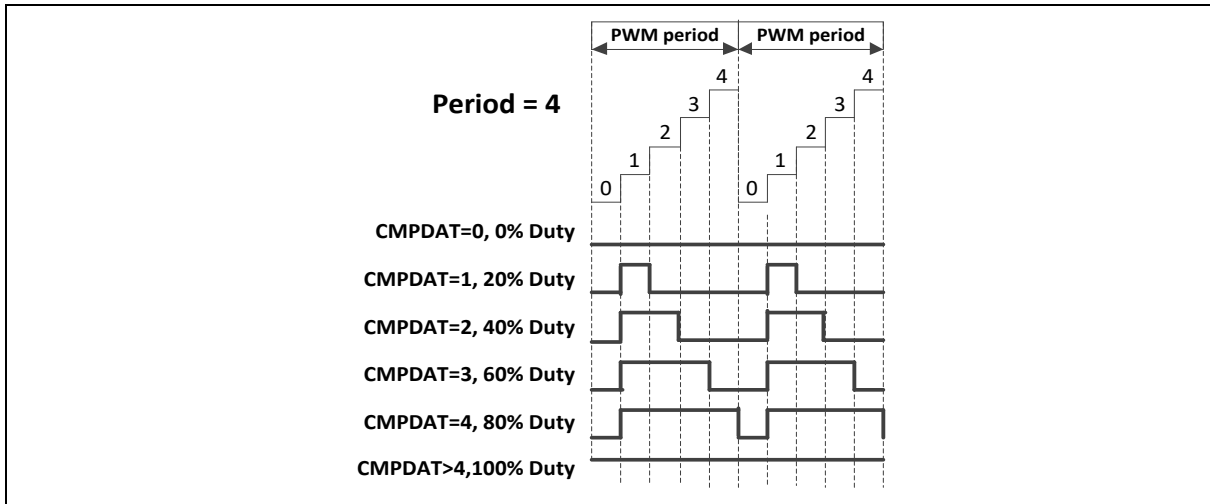 PWM period PWM period
4 4
Period = 4
3 3
2 2
1 1
0 0
CMPDAT=0, 0% Duty
CMPDAT=1, 20% Duty
CMPDAT=2, 40% Duty
CMPDAT=3, 60% Duty
CMPDAT=4, 80% Duty
CMPDAT>4,100% Duty